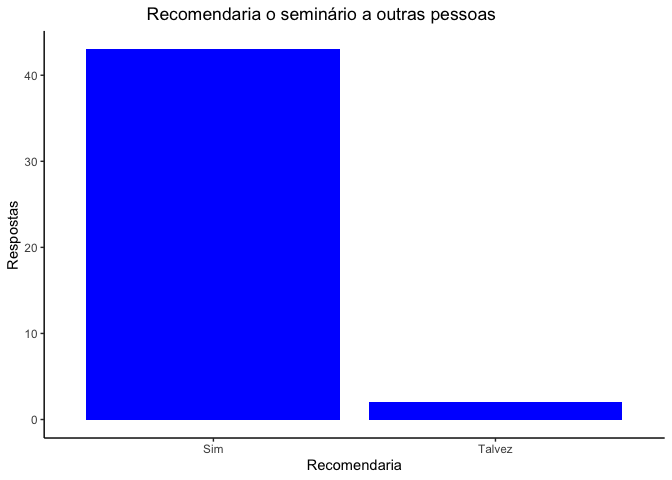 Recomendaria o seminário a outras pessoas
Respostas
40
30
20
10
0
Sim
Talvez
Recomendaria